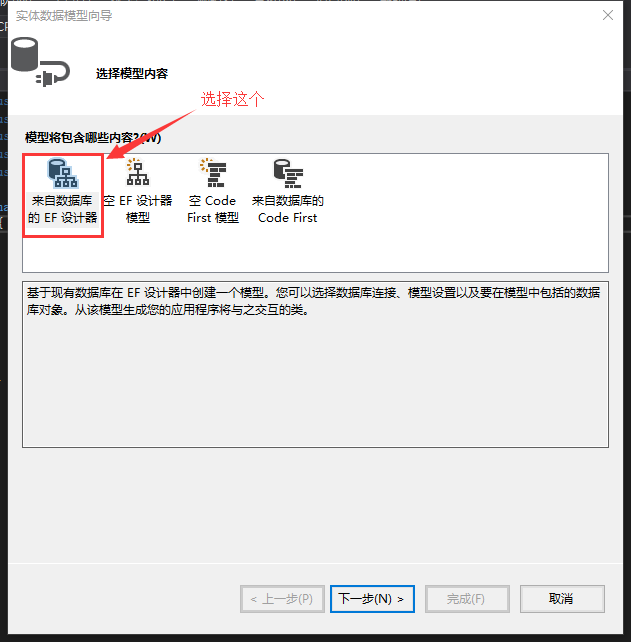 实体数据模型向导
选择模型内容
选择这个
模型将包含哪些内容?(W)
来自数据库
的 EF 设计器
空 EF 设计器
模型
空 Code
First 模型
来自数据库的
Code First
基于现有数据库在 EF 设计器中创建一个模型。您可以选择数据库连接、模型设置以及要在模型中包括的数据
库对象。从该模型生成您的应用程序将与之交互的类。
< 上一步(P)
下一步(N) >
完成(F)
取消